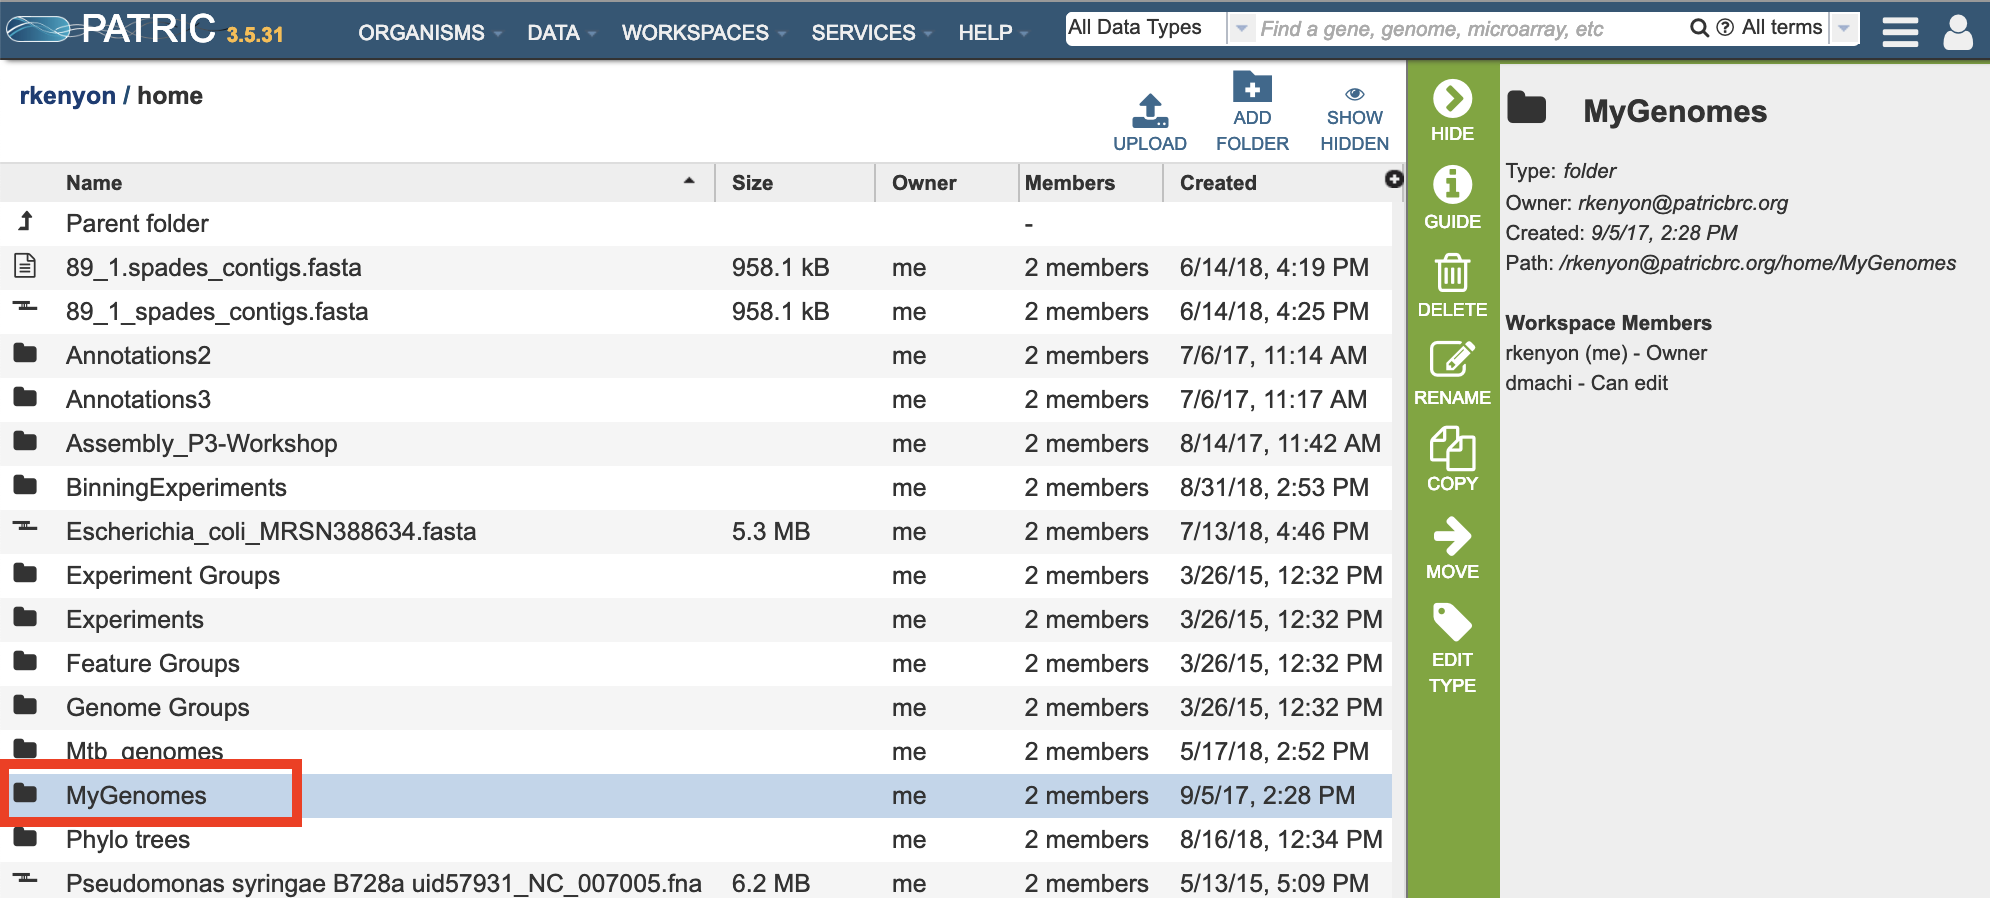 PATRIC 3.5.31 ORGANISMS DATA WORKSPACES SERVICES HELP All Data Types Find a gene, genome, microarray, etc All terms
rkenyon / home
UPLOAD
ADD FOLDER
SHOW HIDDEN
Name Size Owner Members Created
Parent folder -
89_1.spades_contigs.fasta 958.1 kB me 2 members 6/14/18, 4:19 PM
89_1_spades_contigs.fasta 958.1 kB me 2 members 6/14/18, 4:25 PM
Annotations2 me 2 members 7/6/17, 11:14 AM
Annotations3 me 2 members 7/6/17, 11:17 AM
Assembly_P3-Workshop me 2 members 8/14/17, 11:42 AM
BinningExperiments me 2 members 8/31/18, 2:53 PM
Escherichia_coli_MRSN388634.fasta 5.3 MB me 2 members 7/13/18, 4:46 PM
Experiment Groups me 2 members 3/26/15, 12:32 PM
Experiments me 2 members 3/26/15, 12:32 PM
Feature Groups me 2 members 3/26/15, 12:32 PM
Genome Groups me 2 members 3/26/15, 12:32 PM
Mtb_genomes me 2 members 5/17/18, 2:52 PM
MyGenomes me 2 members 9/5/17, 2:28 PM
Phylo trees me 2 members 8/16/18, 12:34 PM
Pseudomonas syringae B728a uid57931_NC_007005.fna 6.2 MB me 2 members 5/13/15, 5:09 PM
HIDE
GUIDE
DELETE
RENAME
COPY
MOVE
EDIT
TYPE
MyGenomes
Type: folder
Owner: rkenyon@patricbrc.org
Created: 9/5/17, 2:28 PM
Path: /rkenyon@patricbrc.org/home/MyGenomes
Workspace Members
rkenyon (me) - Owner
dmachi - Can edit